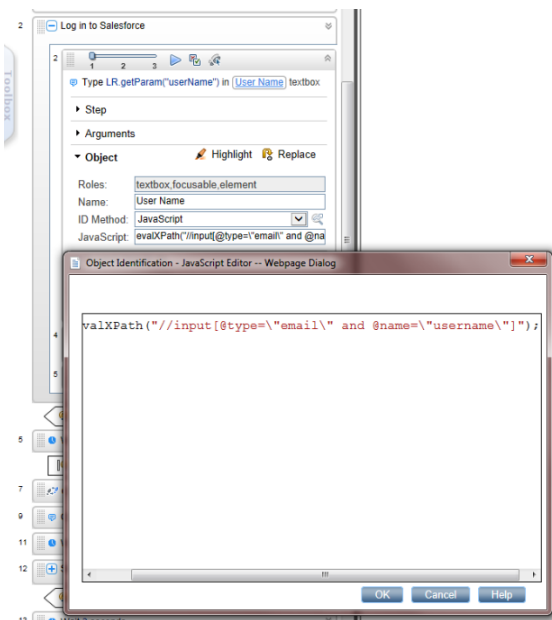 2
Log in to Salesforce
Toolbox
2
1 2 3
Type LR.getParam("userName") in [User Name] textbox
Step
Arguments
Object Highlight Replace
Roles: textbox,focusable,element
Name: User Name
ID Method: JavaScript
JavaScript: evalXPath("//input[@type=\"email\" and @na
Object Identification - JavaScript Editor -- Webpage Dialog
valXPath("//input[@type=\"email\" and @name=\"username\"]");
4
5
5
7
9
11
12
OK Cancel Help